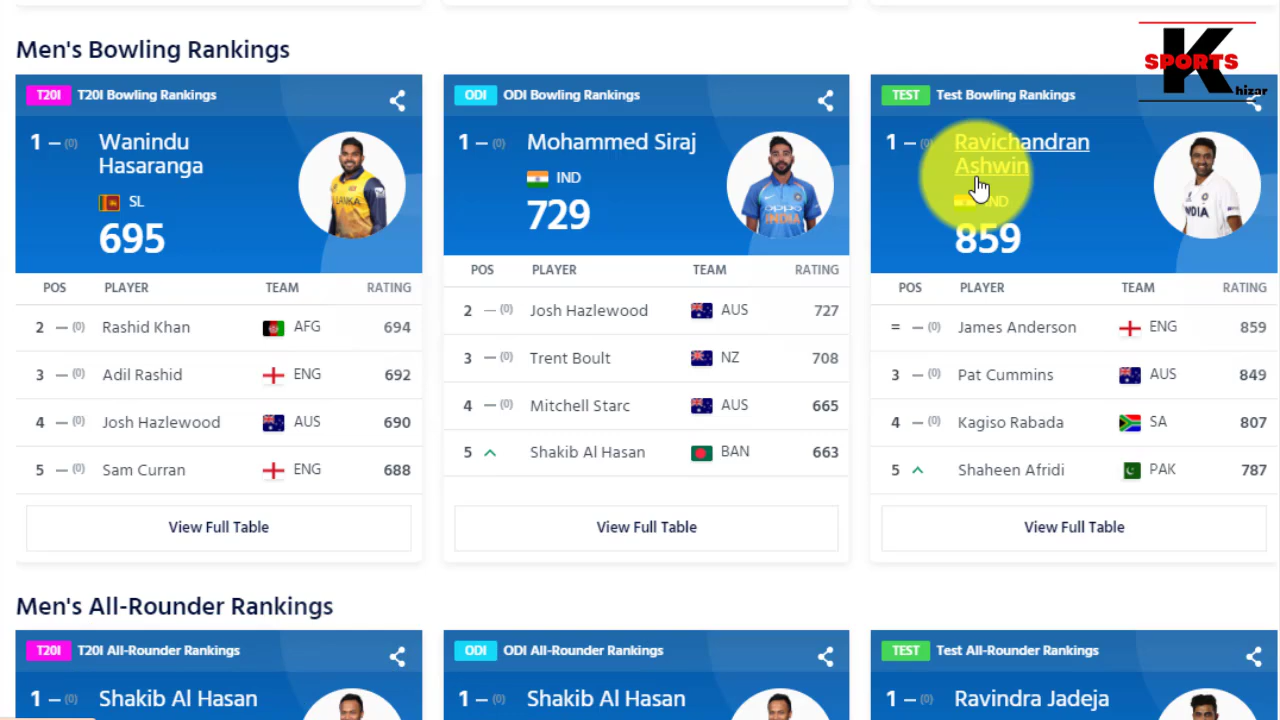 Men's Bowling Rankings
SPORTS
K
hizar
T20I T20I Bowling Rankings
1 — (0) Wanindu
Hasaranga
SL
695
LANKA
POS PLAYER TEAM RATING
2 — (0) Rashid Khan AFG 694
3 — (0) Adil Rashid ENG 692
4 — (0) Josh Hazlewood AUS 690
5 — (0) Sam Curran ENG 688
View Full Table
ODI ODI Bowling Rankings
1 — (0) Mohammed Siraj
IND
729
oppo
INDIA
POS PLAYER TEAM RATING
2 — (0) Josh Hazlewood AUS 727
3 — (0) Trent Boult NZ 708
4 — (0) Mitchell Starc AUS 665
5 Shakib Al Hasan BAN 663
View Full Table
TEST Test Bowling Rankings
1 — (0) Ravichandran
Ashwin
IND
859
INDIA
POS PLAYER TEAM RATING
= — (0) James Anderson ENG 859
3 — (0) Pat Cummins AUS 849
4 — (0) Kagiso Rabada SA 807
5 Shaheen Afridi PAK 787
View Full Table
Men's All-Rounder Rankings
T20I T20I All-Rounder Rankings
1 — (0) Shakib Al Hasan
ODI ODI All-Rounder Rankings
1 — (0) Shakib Al Hasan
TEST Test All-Rounder Rankings
1 — (0) Ravindra Jadeja